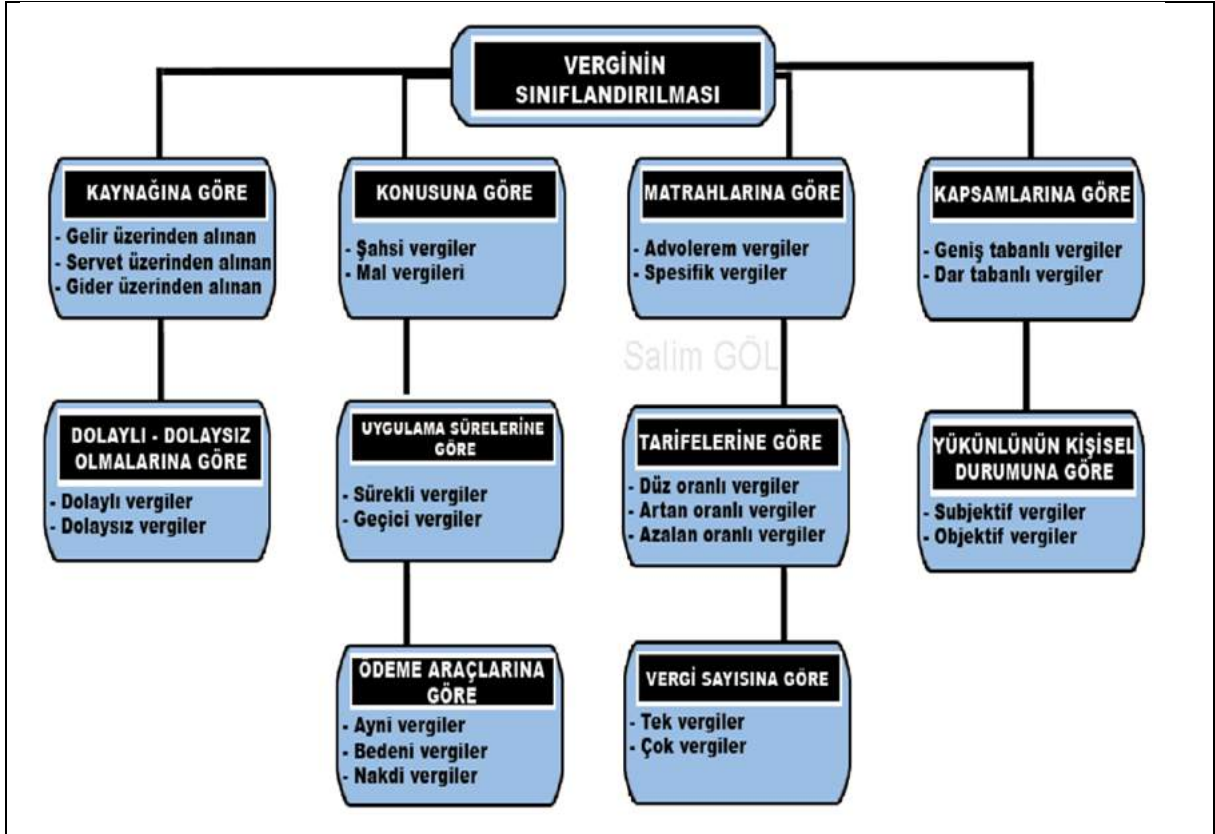 VERGİNİN
SINIFLANDIRILMASI
KAYNAĞINA GÖRE
- Gelir üzerinden alınan
- Servet üzerinden alınan
- Gider üzerinden alınan
KONUSUNA GÖRE
- Şahsi vergiler
- Mal vergileri
MATRAHLARINA GÖRE
- Advolerem vergiler
- Spesifik vergiler
KAPSAMLARINA GÖRE
- Geniş tabanlı vergiler
- Dar tabanlı vergiler
Salim GÖL
DOLAYLI - DOLAYSIZ
OLMALARINA GÖRE
- Dolaylı vergiler
- Dolaysız vergiler
UYGULAMA SÜRELERİNE
GÖRE
- Sürekli vergiler
- Geçici vergiler
TARİFELERİNE GÖRE
- Düz oranlı vergiler
- Artan oranlı vergiler
- Azalan oranlı vergiler
YÜKÜNLÜNÜN KİŞİSEL
DURUMUNA GÖRE
- Subjektif vergiler
- Objektif vergiler
ÖDEME ARAÇLARINA
GÖRE
- Ayni vergiler
- Bedeni vergiler
- Nakdi vergiler
VERGİ SAYISINA GÖRE
- Tek vergiler
- Çok vergiler